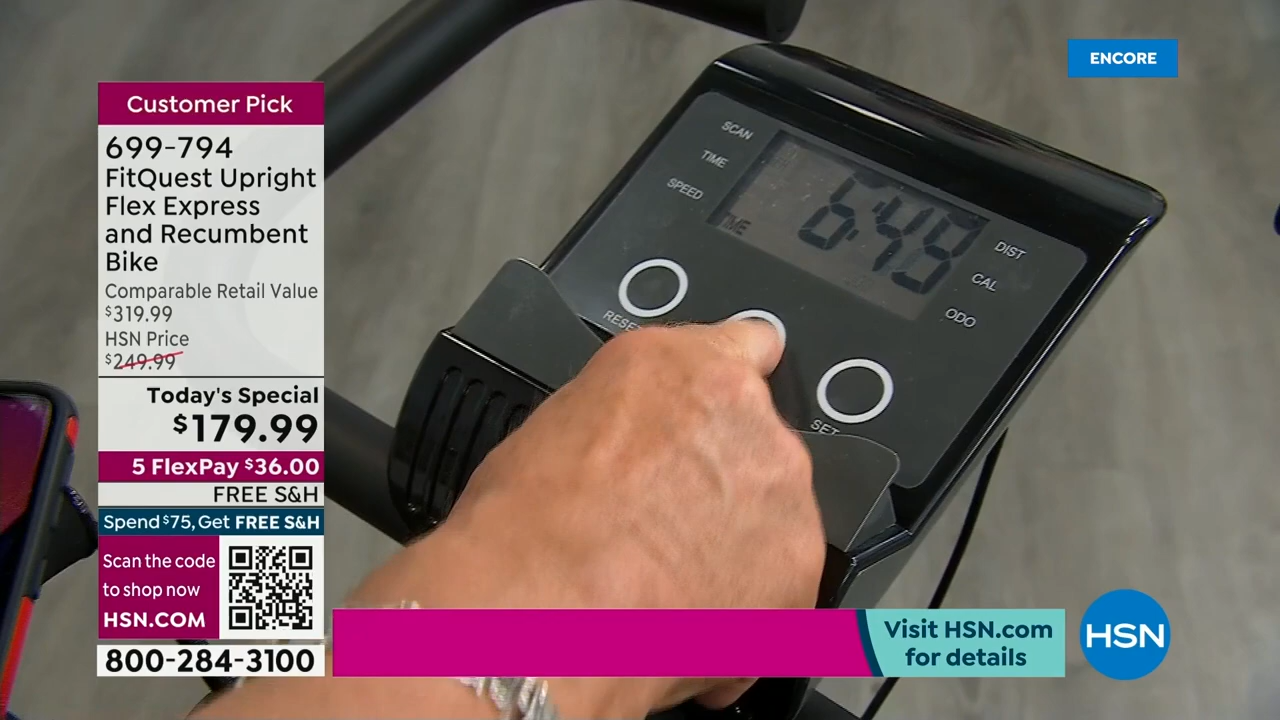 ENCORE
Customer Pick
699-794
FitQuest Upright
Flex Express
and Recumbent
Bike
Comparable Retail Value
$319.99
HSN Price
$249.99
Today's Special
$179.99
5 FlexPay $36.00
FREE S&H
Spend $75, Get FREE S&H
Scan the code
to shop now
HSN.COM
800-284-3100
SCAN
TIME
SPEED
TIME
6:49
DIST
CAL
ODO
SET
Visit HSN.com
for details
HSN